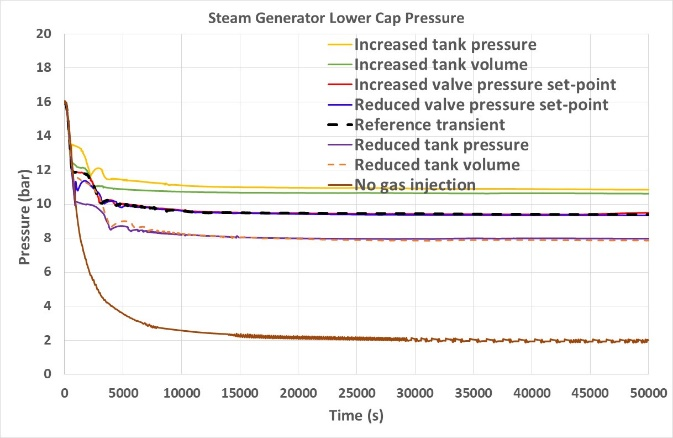 Steam Generator Lower Cap Pressure
20
18
16
14
12
10
8
6
4
2
0
Pressure (bar)
Increased tank pressure
Increased tank volume
Increased valve pressure set-point
Reduced valve pressure set-point
Reference transient
Reduced tank pressure
Reduced tank volume
No gas injection
0 5000 10000 15000 20000 25000 30000 35000 40000 45000 50000
Time (s)